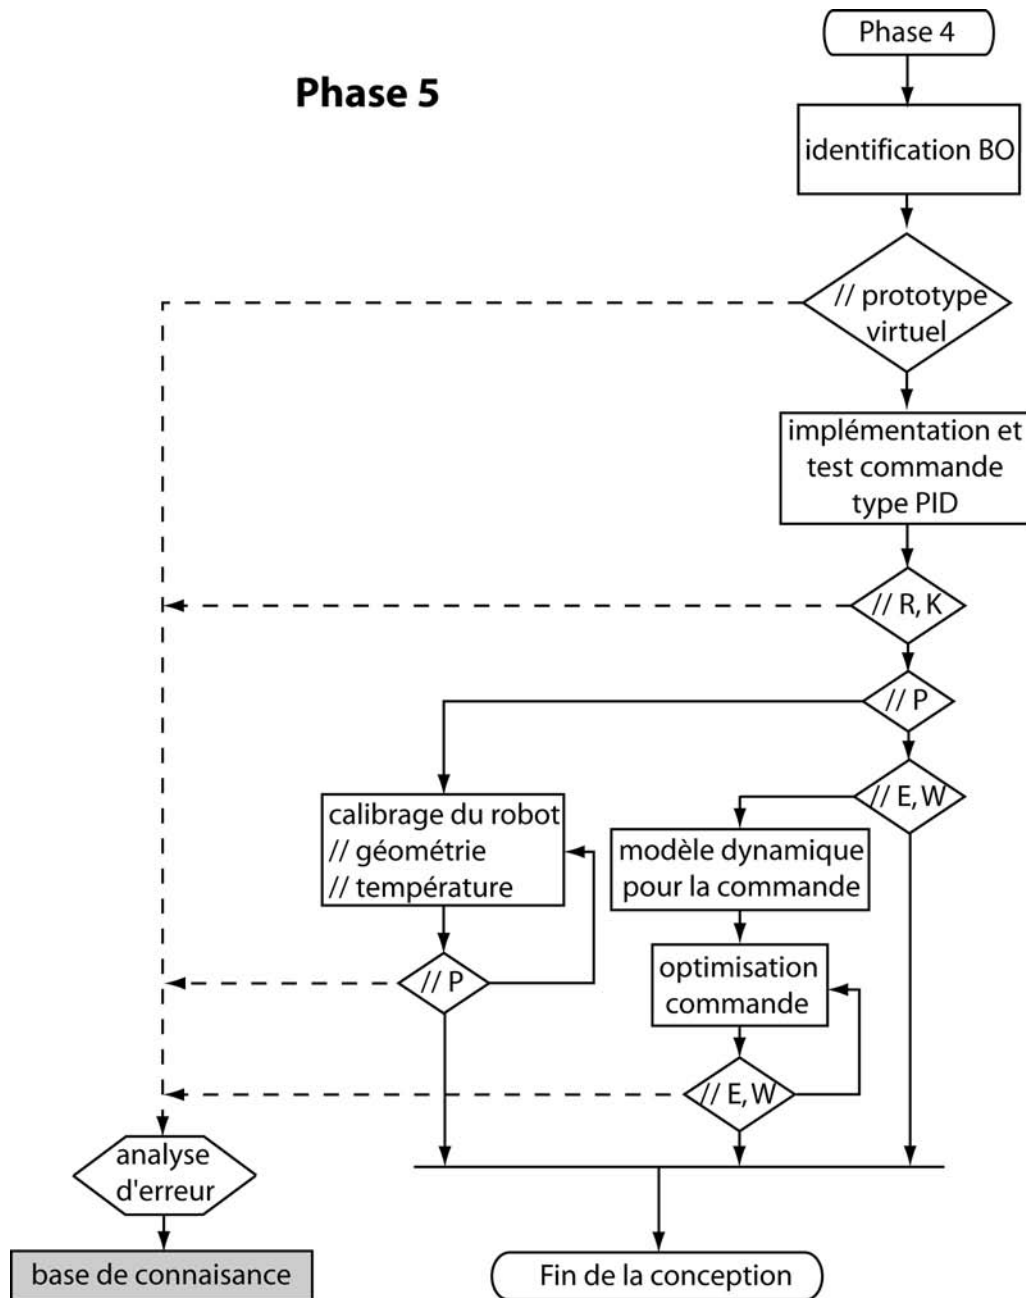 Phase 4
Phase 5
identification BO
// prototype
virtuel
implémentation et
test commande
type PID
// R, K
// P
// E, W
calibrage du robot
// géométrie
// température
modèle dynamique
pour la commande
// P
optimisation
commande
// E, W
analyse
d'erreur
base de connaisance
Fin de la conception